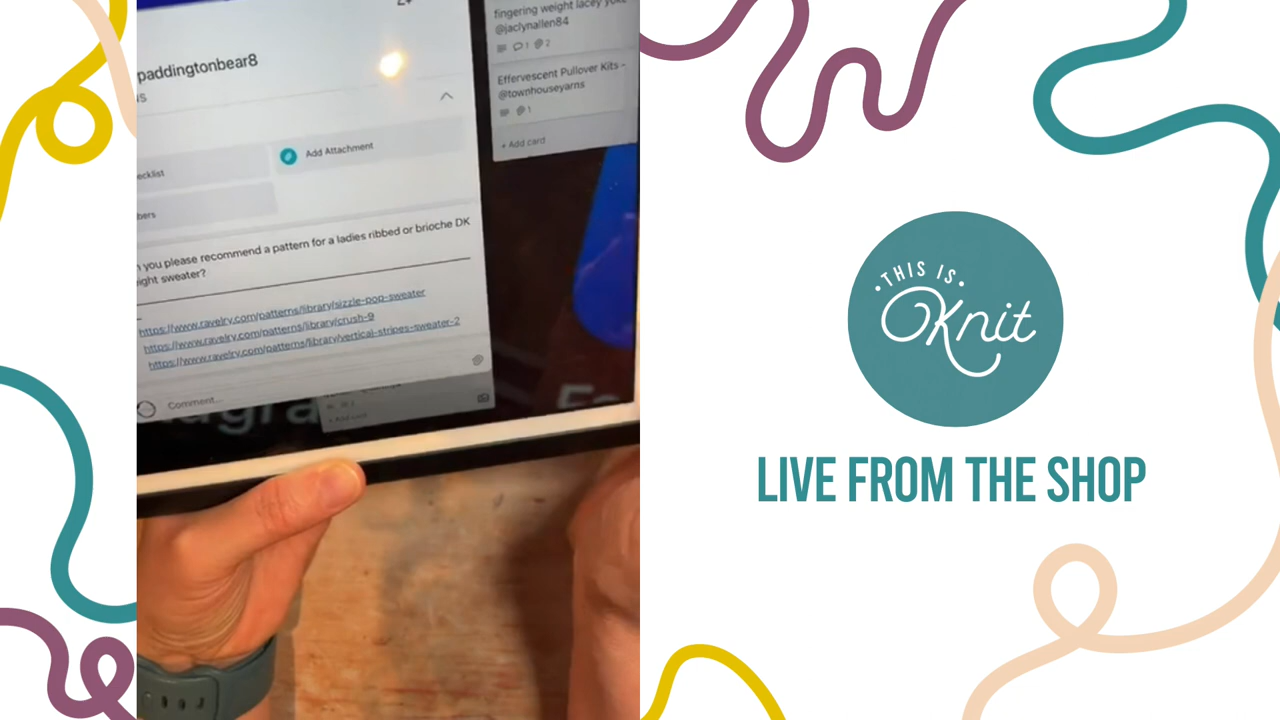 paddingtonbear8
Add Attachment
ecklist
bers
you please recommend a pattern for a ladies ribbed or brioche DK
ight sweater?
https://www.ravelry.com/patterns/library/sizzle-pop-sweater
https://www.ravelry.com/patterns/library/crush-9
https://www.ravelry.com/patterns/library/vertical-stripes-sweater-2
Comment...
fingering weight lacey yoke
@jaclynallen84
1 2
Effervescent Pullover Kits -
@townhouseyarns
1
+ Add card
• THIS IS •
Knit
LIVE FROM THE SHOP